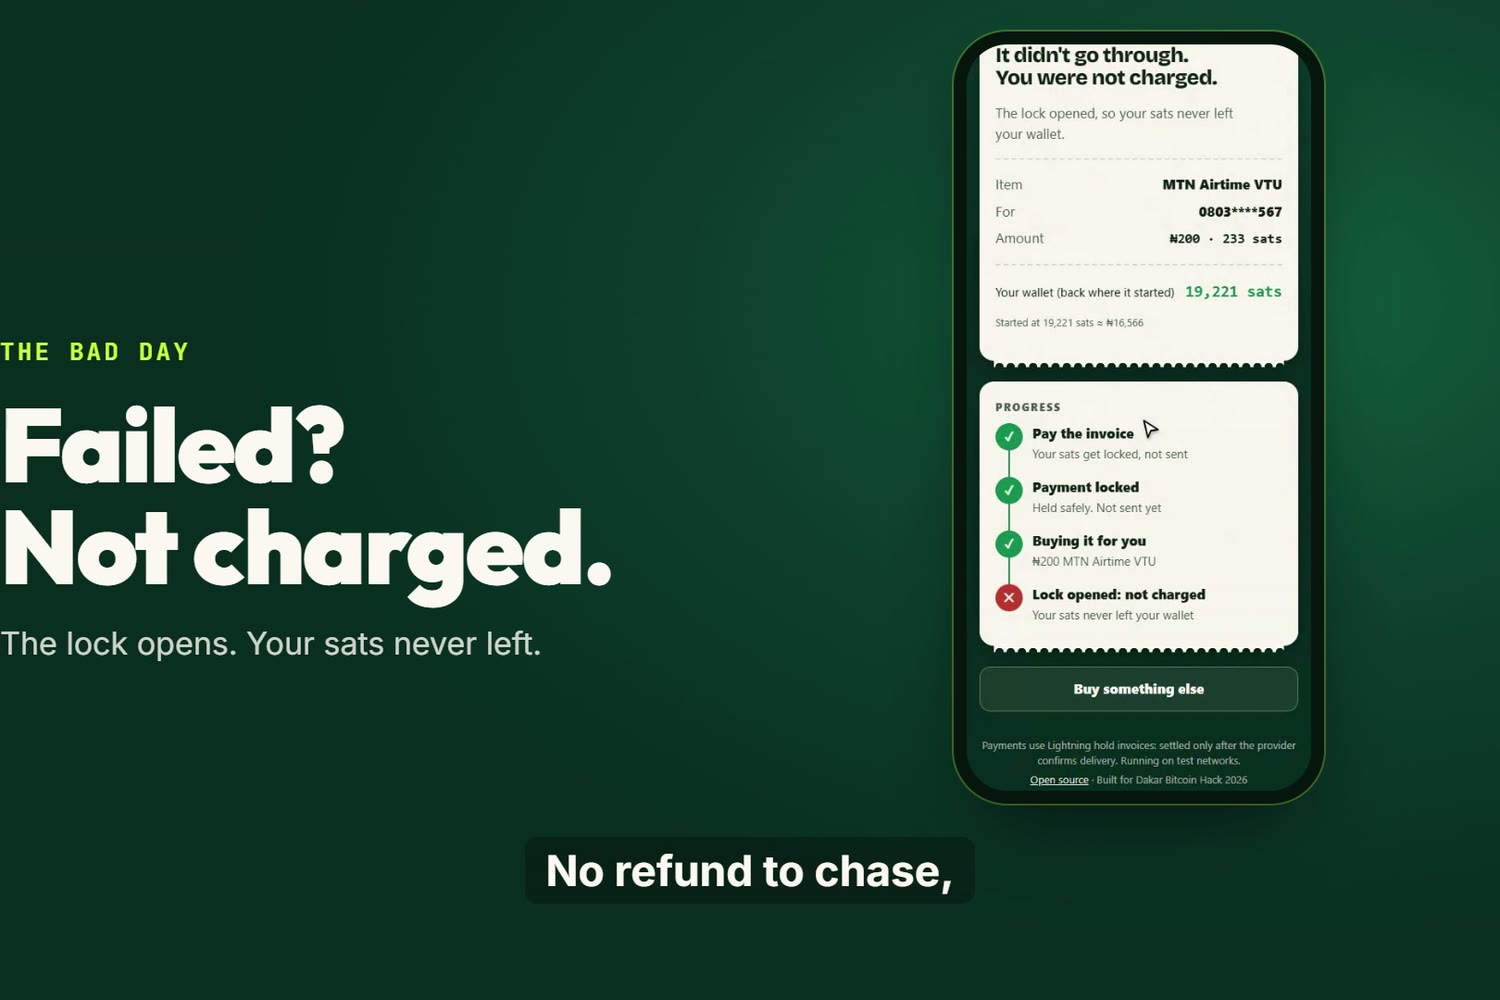 THE BAD DAY
Failed?
Not charged.
The lock opens. Your sats never left.
It didn't go through.
You were not charged.
The lock opened, so your sats never left
your wallet.
Item MTN Airtime VTU
For 0803****567
Amount ₦200 · 233 sats
Your wallet (back where it started) 19,221 sats
Started at 19,221 sats ≈ ₦16,566
PROGRESS
Pay the invoice
Your sats get locked, not sent
Payment locked
Held safely. Not sent yet
Buying it for you
₦200 MTN Airtime VTU
Lock opened: not charged
Your sats never left your wallet
Buy something else
Payments use Lightning hold invoices: settled only after the provider
confirms delivery. Running on test networks.
Open source · Built for Dakar Bitcoin Hack 2026
No refund to chase,